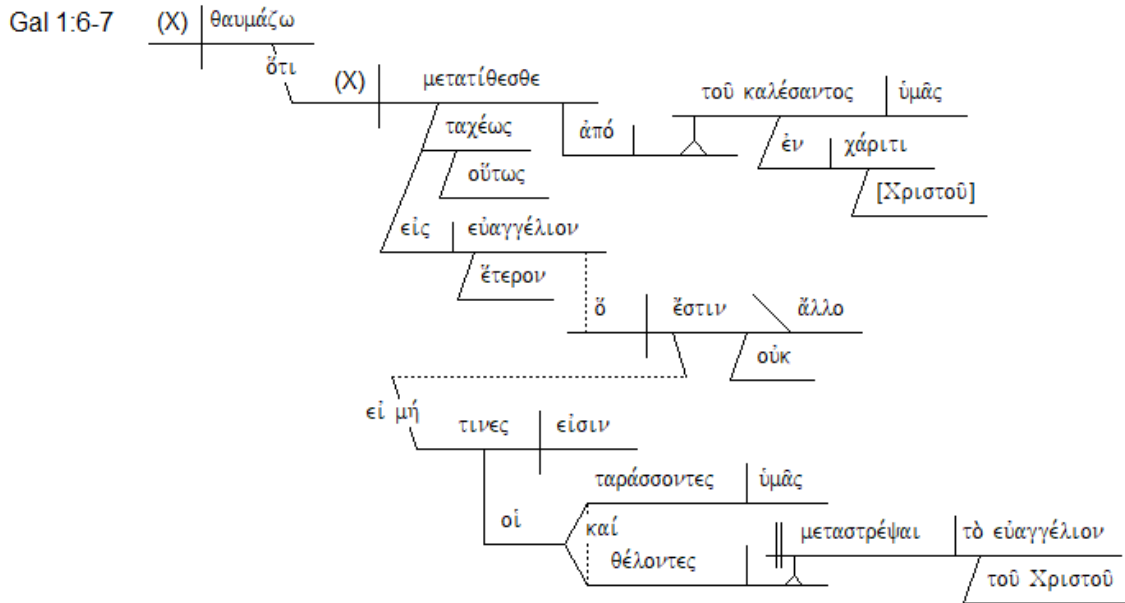 Gal 1:6-7 (X) θαυμάζω
ὅτι (X) μετατίθεσθε
τοῦ καλέσαντος ὑμᾶς
ταχέως ἀπό
ἐν χάριτι
οὕτως
[Χριστοῦ]
εἰς εὐαγγέλιον
ἕτερον
ὅ ἔστιν ἄλλο
οὐκ
εἰ μή
τινες εἰσιν
ταράσσοντες ὑμᾶς
οἱ καί
μεταστρέψαι τὸ εὐαγγέλιον
θέλοντες
τοῦ Χριστοῦ